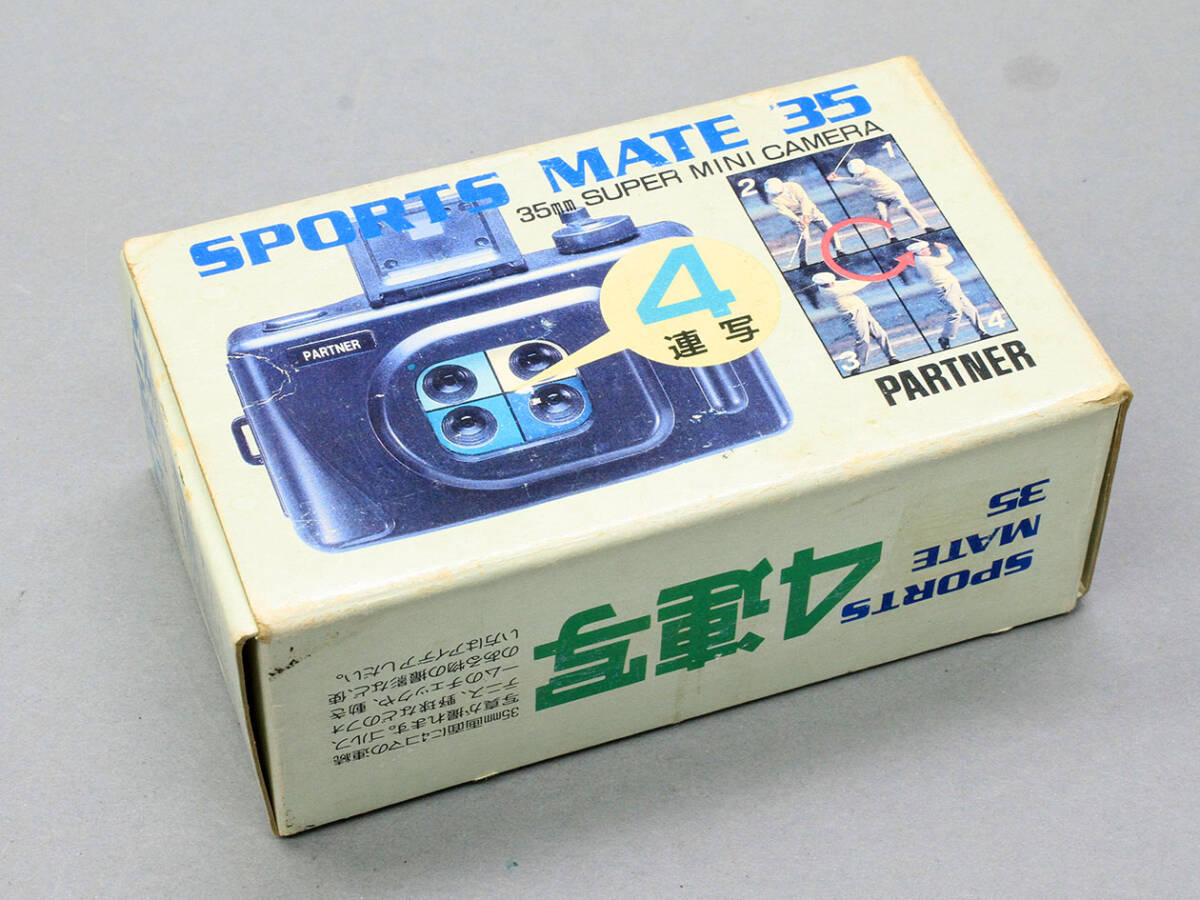 SPORTS MATE '35
35mm SUPER MINI CAMERA
4
連写
PARTNER
1
2
3
4
PARTNER
SPORTS
MATE
35
4連写
35mm画面に4コマの連続
写真が撮れます。ゴルフ、
テニス、野球などのフォ
ームのチェックや、動き
のある物の撮影など、使
い方はアイデアしだい。